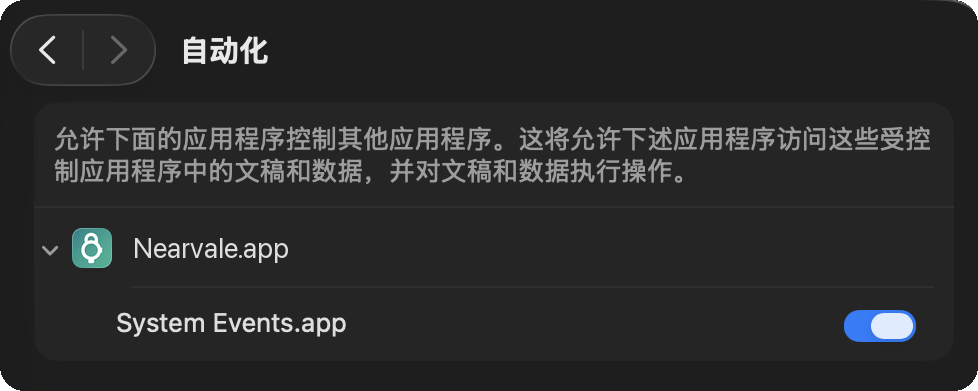 自动化
允许下面的应用程序控制其他应用程序。这将允许下述应用程序访问这些受控
制应用程序中的文稿和数据，并对文稿和数据执行操作。
Nearvale.app
System Events.app